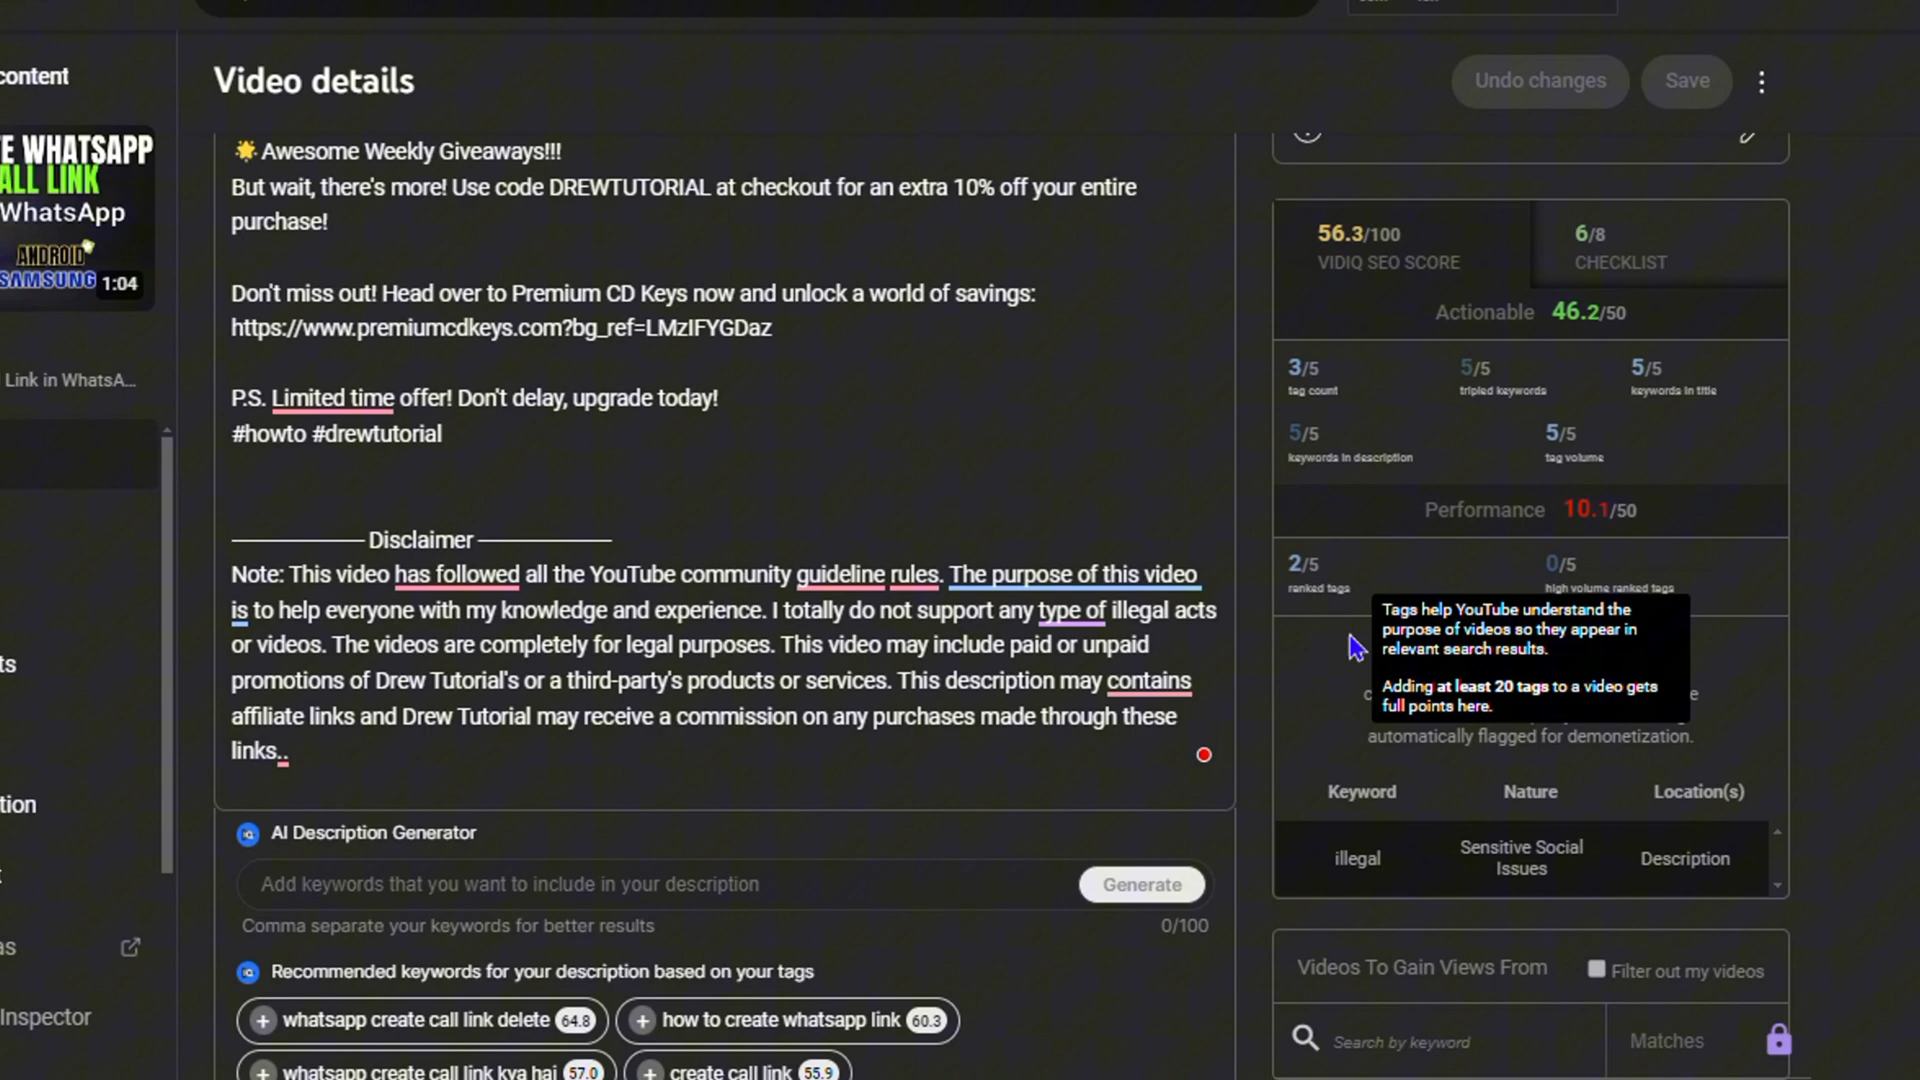 content
Video details
Undo changes
Save
E WHATSAPP
ALL LINK
WhatsApp
ANDROID
SAMSUNG
1:04
Link in WhatsA...
ts
tion
as
Inspector
🌟 Awesome Weekly Giveaways!!!
But wait, there's more! Use code DREWTUTORIAL at checkout for an extra 10% off your entire
purchase!
Don't miss out! Head over to Premium CD Keys now and unlock a world of savings:
https://www.premiumcdkeys.com?bg_ref=LMzIFYGDaz
P.S. Limited time offer! Don't delay, upgrade today!
#howto #drewtutorial
——————— Disclaimer ———————
Note: This video has followed all the YouTube community guideline rules. The purpose of this video
is to help everyone with my knowledge and experience. I totally do not support any type of illegal acts
or videos. The videos are completely for legal purposes. This video may include paid or unpaid
promotions of Drew Tutorial's or a third-party's products or services. This description may contains
affiliate links and Drew Tutorial may receive a commission on any purchases made through these
links..
AI Description Generator
Add keywords that you want to include in your description
Generate
Comma separate your keywords for better results
0/100
Recommended keywords for your description based on your tags
+ whatsapp create call link delete 64.8
+ how to create whatsapp link 60.3
+ whatsapp create call link kya hai 57.0
+ create call link 55.9
56.3/100
VIDIQ SEO SCORE
6/8
CHECKLIST
Actionable 46.2/50
3/5
tag count
5/5
tripled keywords
5/5
keywords in title
5/5
keywords in description
5/5
tag volume
Performance 10.1/50
2/5
ranked tags
0/5
high volume ranked tags
Tags help YouTube understand the
purpose of videos so they appear in
relevant search results.
Adding at least 20 tags to a video gets
full points here.
automatically flagged for demonetization.
Keyword
Nature
Location(s)
illegal
Sensitive Social
Issues
Description
Videos To Gain Views From
Filter out my videos
Search by keyword
Matches